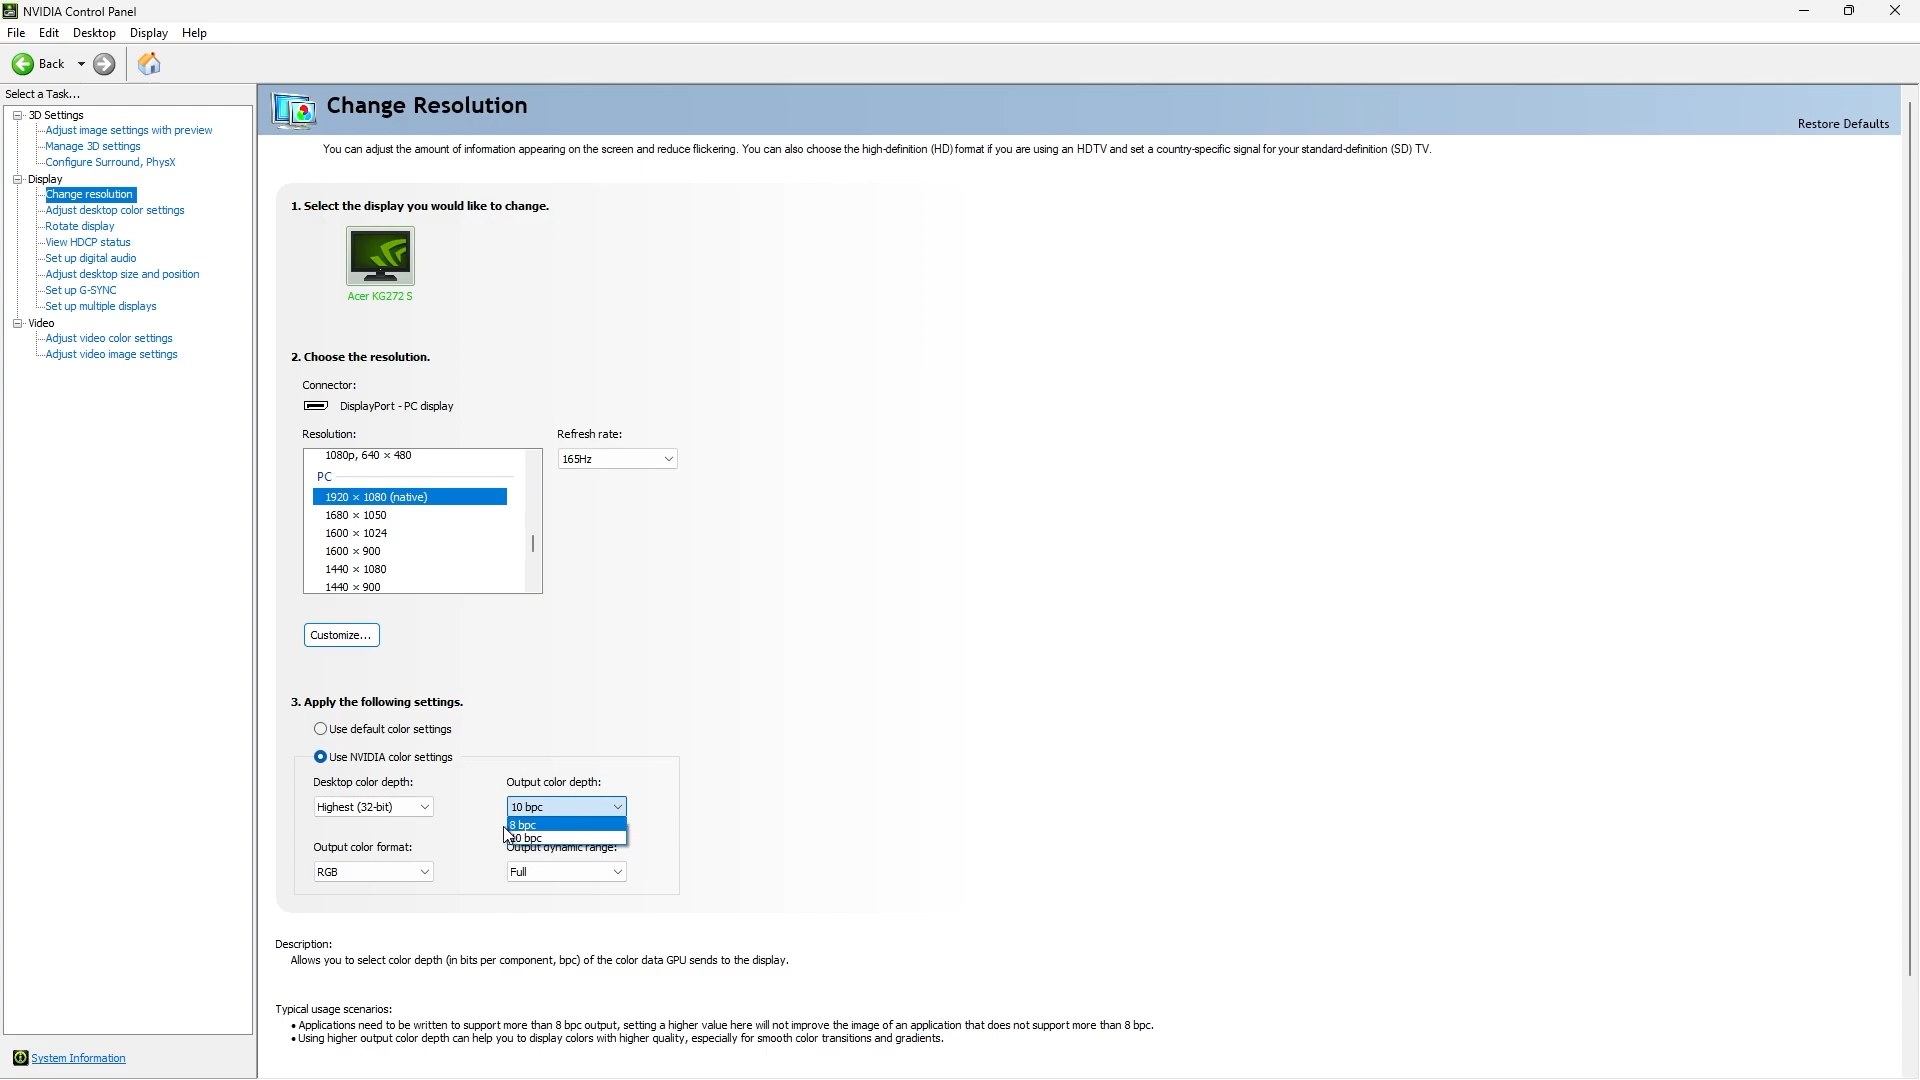 NVIDIA Control Panel
File Edit Desktop Display Help
Back
Select a Task...
3D Settings
Adjust image settings with preview
Manage 3D settings
Configure Surround, PhysX
Display
Change resolution
Adjust desktop color settings
Rotate display
View HDCP status
Set up digital audio
Adjust desktop size and position
Set up G-SYNC
Set up multiple displays
Video
Adjust video color settings
Adjust video image settings
System Information
Change Resolution
Restore Defaults
You can adjust the amount of information appearing on the screen and reduce flickering. You can also choose the high-definition (HD) format if you are using an HDTV and set a country-specific signal for your standard-definition (SD) TV.
1. Select the display you would like to change.
Acer KG272 S
2. Choose the resolution.
Connector:
DisplayPort - PC display
Resolution:
Refresh rate:
1080p, 640 × 480
165Hz
PC
1920 × 1080 (native)
1680 × 1050
1600 × 1024
1600 × 900
1440 × 1080
1440 × 900
Customize...
3. Apply the following settings.
Use default color settings
Use NVIDIA color settings
Desktop color depth:
Output color depth:
Highest (32-bit)
10 bpc
8 bpc
10 bpc
Output color format:
Output dynamic range:
RGB
Full
Description:
Allows you to select color depth (in bits per component, bpc) of the color data GPU sends to the display.
Typical usage scenarios:
• Applications need to be written to support more than 8 bpc output, setting a higher value here will not improve the image of an application that does not support more than 8 bpc.
• Using higher output color depth can help you to display colors with higher quality, especially for smooth color transitions and gradients.